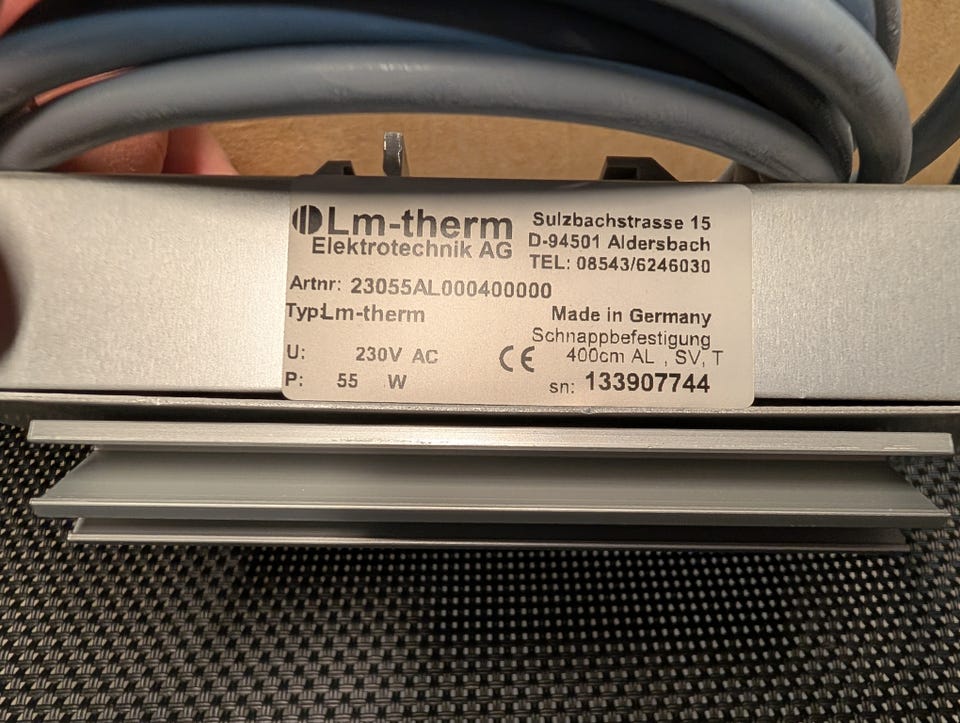 Lm-therm
Elektrotechnik AG
Sulzbachstrasse 15
D-94501 Aldersbach
TEL: 08543/6246030
Artnr: 23055AL000400000
Typ:Lm-therm
Made in Germany
Schnappbefestigung
U: 230V AC
CE
400cm AL , SV, T
P: 55 W
sn: 133907744